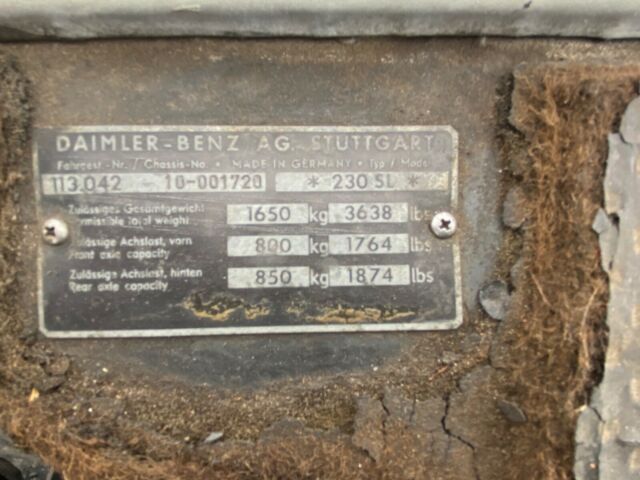 DAIMLER-BENZ AG. STUTTGART
Fahrgest.-Nr. / Chassis-No. • MADE IN GERMANY • Typ / Model
113.042 10-001720 * 230 SL *
Zulässiges Gesamtgewicht 1650 kg 3638 lbs
Permissible total weight
Zulässige Achslast, vorn 800 kg 1764 lbs
Front axle capacity
Zulässige Achslast, hinten 850 kg 1874 lbs
Rear axle capacity